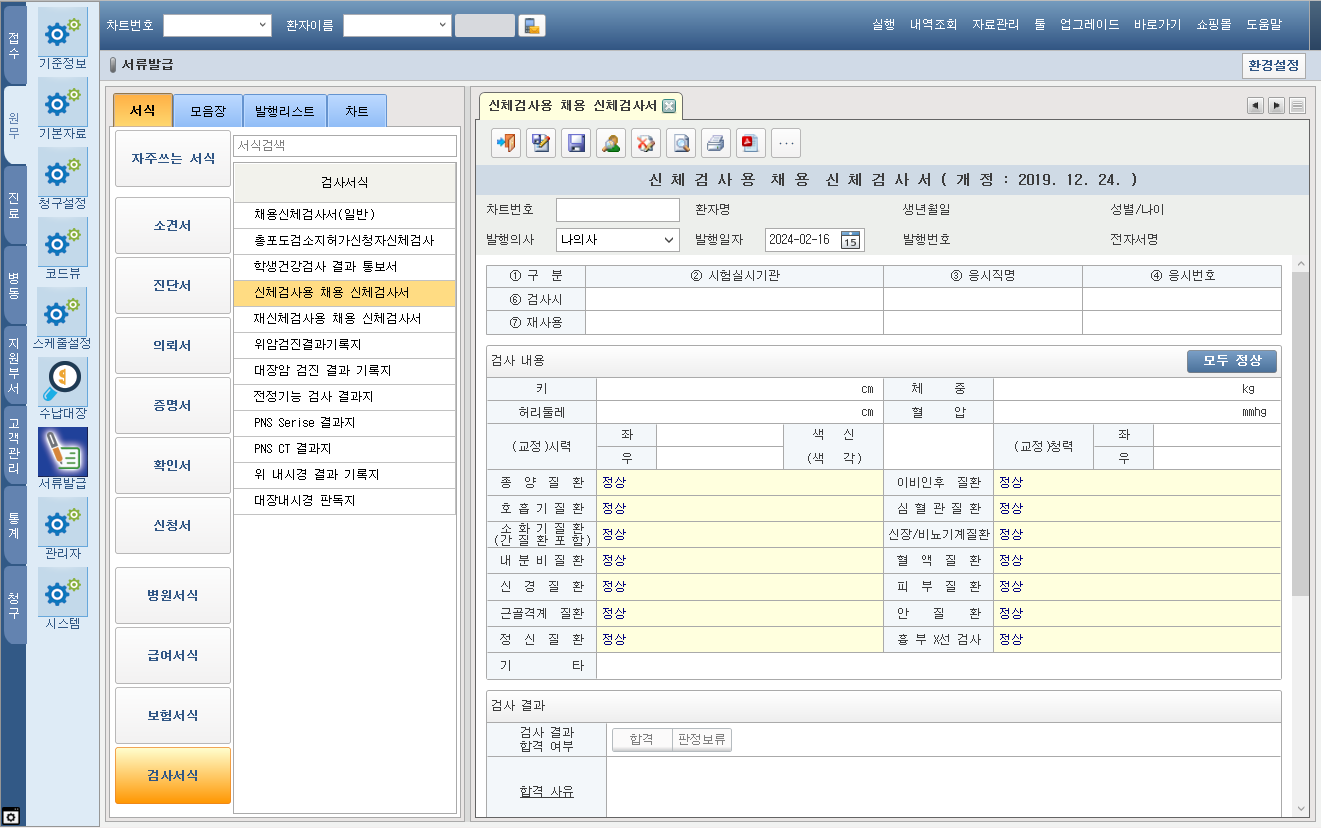 차트번호 환자이름 실행 내역조회 자료관리 툴 업그레이드 바로가기 쇼핑몰 도움말
서류발급 환경설정
접수
원무
진료
병동
지원부서
고객관리
통계
청구
기준정보
기본자료
청구설정
코드뷰
스케줄설정
수납대장
서류발급
관리자
시스템
서식 모음장 발행리스트 차트
자주쓰는 서식
소견서
진단서
의뢰서
증명서
확인서
신청서
병원서식
급여서식
보험서식
검사서식
서식검색
검사서식
채용신체검사서(일반)
총포도검소지허가신청자신체검사
학생건강검사 결과 통보서
신체검사용 채용 신체검사서
재신체검사용 채용 신체검사서
위암검진결과기록지
대장암 검진 결과 기록지
전정기능 검사 결과지
PNS Serise 결과지
PNS CT 결과지
위 내시경 결과 기록지
대장내시경 판독지
신체검사용 채용 신체검사서
...
신 체 검 사 용 채 용 신 체 검 사 서 ( 개 정 : 2019. 12. 24. )
차트번호 환자명 생년월일 성별/나이
발행의사 나의사 발행일자 2024-02-16 15 발행번호 전자서명
① 구 분 ② 시험실시기관 ③ 응시직명 ④ 응시번호
⑥ 검사시
⑦ 재사용
검사 내용 모두 정상
키 cm 체 중 kg
허리둘레 cm 혈 압 mmhg
(교정)시력 좌 색 신 (교정)청력 좌
우 (색 각) 우
종 양 질 환 정상 이비인후 질환 정상
호 흡 기 질 환 정상 심 혈 관 질 환 정상
소 화 기 질 환
(간 질 환 포 함) 정상 신장/비뇨기계질환 정상
내 분 비 질 환 정상 혈 액 질 환 정상
신 경 질 환 정상 피 부 질 환 정상
근골격계 질환 정상 안 질 환 정상
정 신 질 환 정상 흉 부 X선 검사 정상
기 타
검사 결과
검사 결과
합격 여부 합격 판정보류
합격 사유